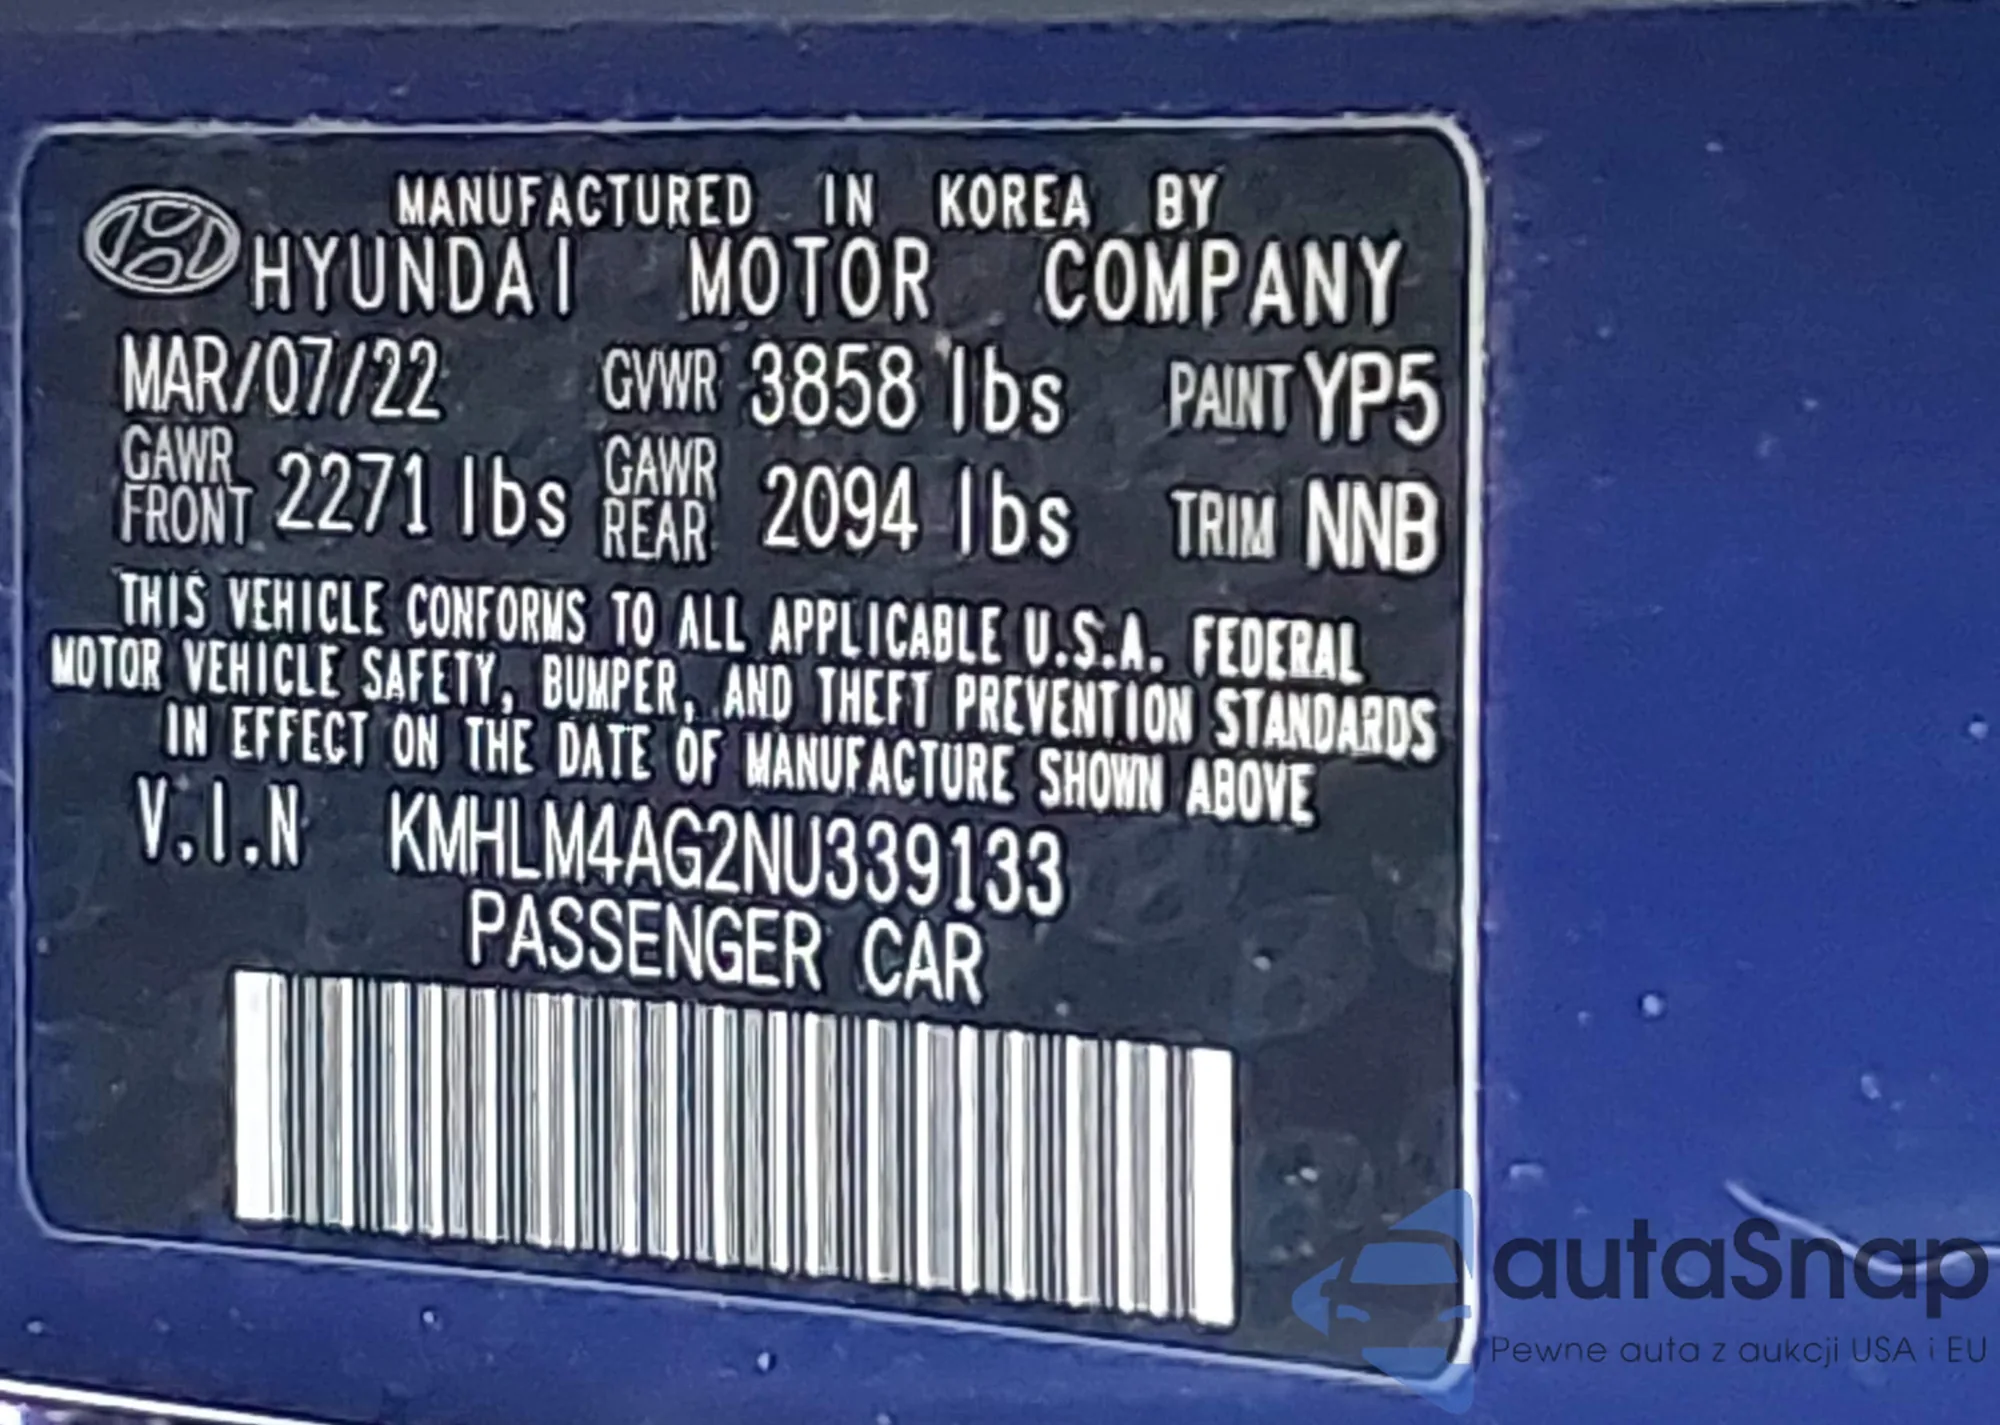 MANUFACTURED IN KOREA BY
HYUNDAI MOTOR COMPANY
MAR/07/22 GVWR 3858 lbs PAINT YP5
GAWR FRONT 2271 lbs GAWR REAR 2094 lbs TRIM NNB
THIS VEHICLE CONFORMS TO ALL APPLICABLE U.S.A. FEDERAL
MOTOR VEHICLE SAFETY, BUMPER, AND THEFT PREVENTION STANDARDS
IN EFFECT ON THE DATE OF MANUFACTURE SHOWN ABOVE
V.I.N KMHLM4AG2NU339133
PASSENGER CAR
autaSnap
Pewne auta z aukcji USA i EU